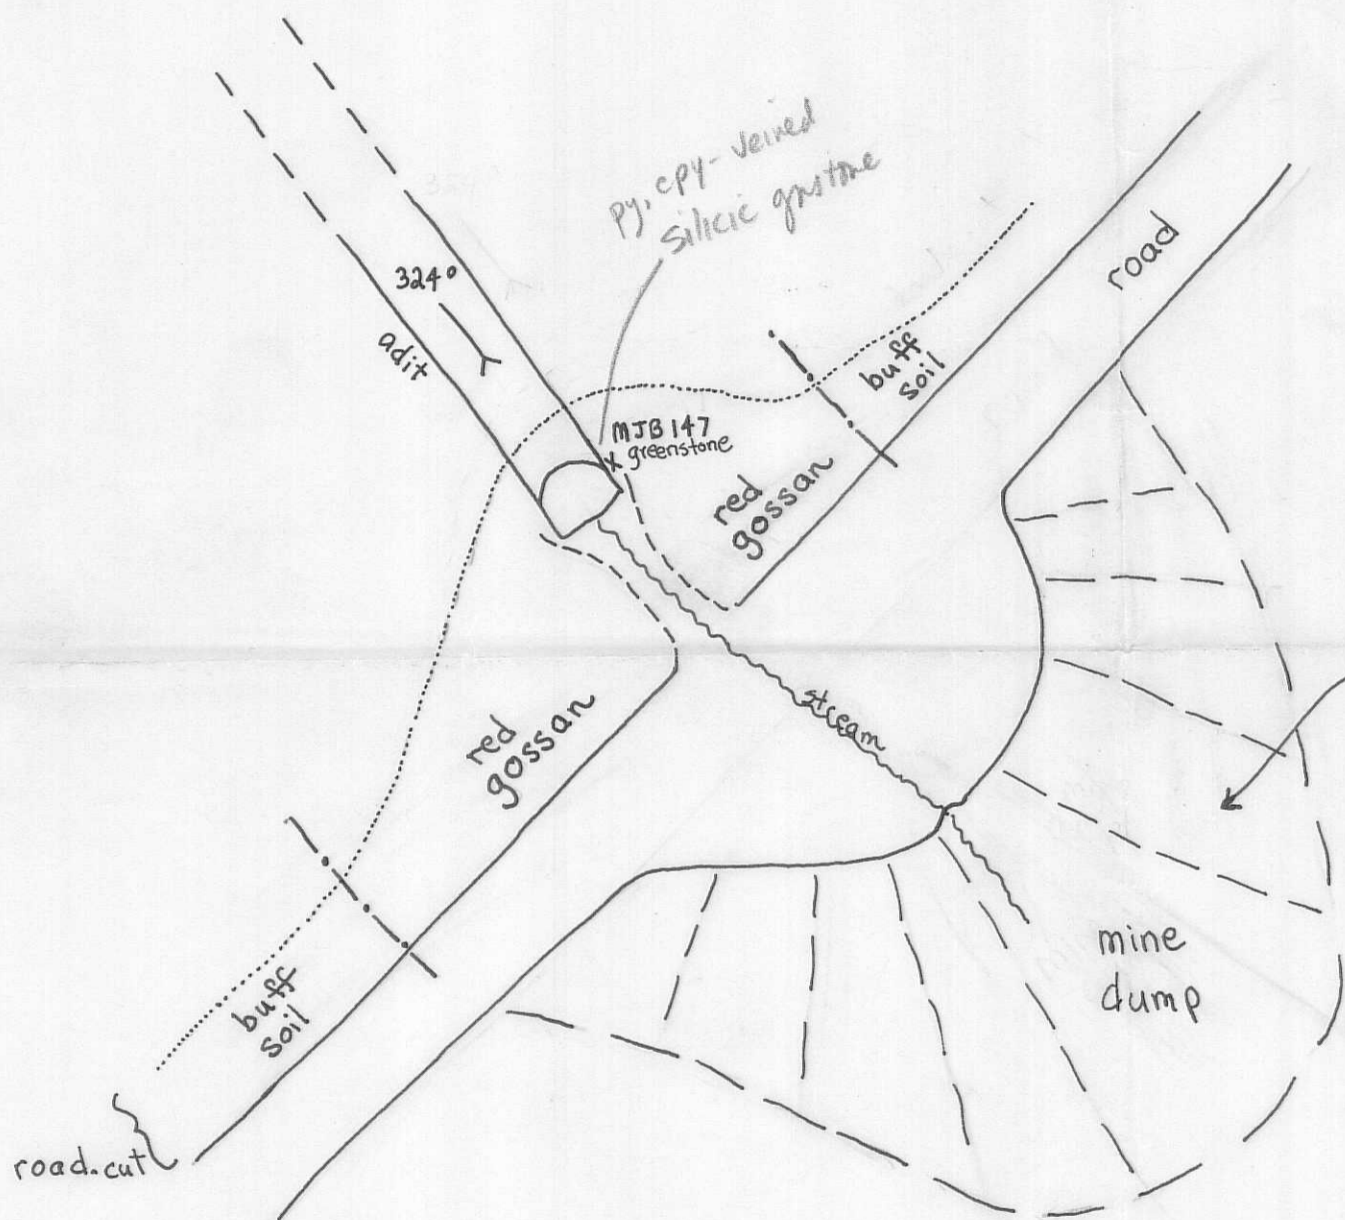 py, cpy- veined
silicic gnstone
324°
adit
road
buff
soil
MJB 147
x greenstone
red
gossan
stream
red
gossan
mine
dump
buff
soil
road cut